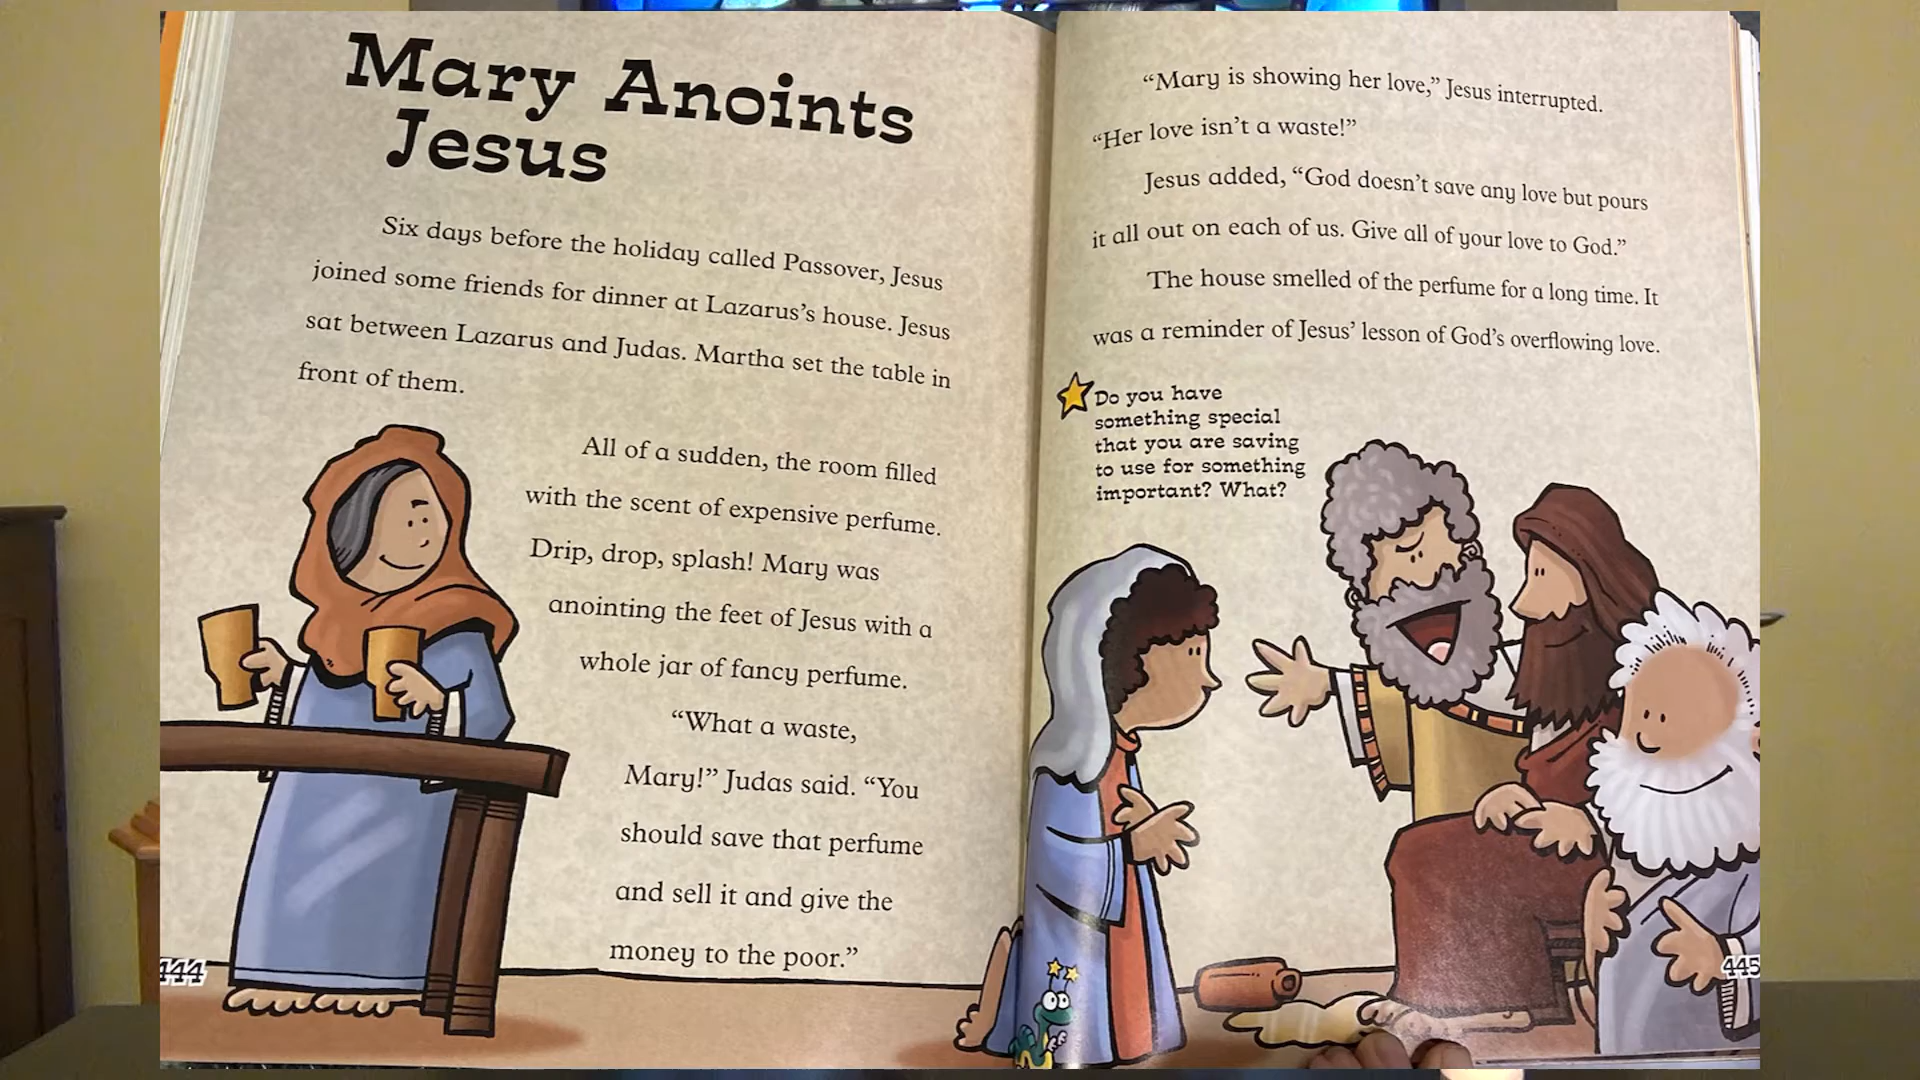 Mary Anoints
Jesus
Six days before the holiday called Passover, Jesus
joined some friends for dinner at Lazarus’s house. Jesus
sat between Lazarus and Judas. Martha set the table in
front of them.
All of a sudden, the room filled
with the scent of expensive perfume.
Drip, drop, splash! Mary was
anointing the feet of Jesus with a
whole jar of fancy perfume.
“What a waste,
Mary!” Judas said. “You
should save that perfume
and sell it and give the
money to the poor.”
444
“Mary is showing her love,” Jesus interrupted.
“Her love isn’t a waste!”
Jesus added, “God doesn’t save any love but pours
it all out on each of us. Give all of your love to God.”
The house smelled of the perfume for a long time. It
was a reminder of Jesus’ lesson of God’s overflowing love.
Do you have
something special
that you are saving
to use for something
important? What?
445